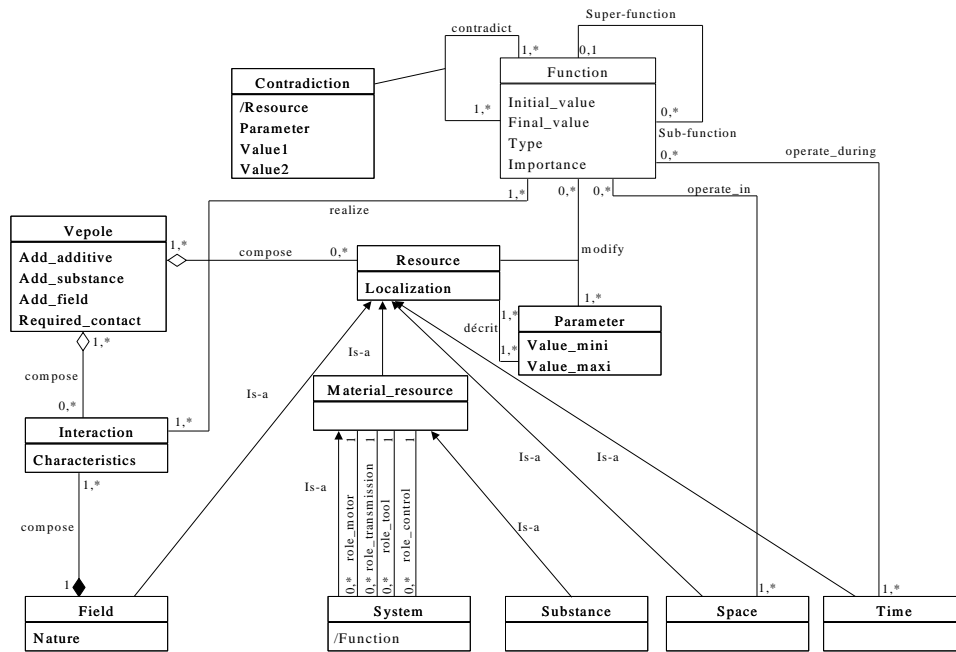 Super-function
contradict
1,*
0,1
Function
Contradiction
Initial_value
Final_value
Type
Importance
/Resource
Parameter
Value1
Value2
1,*
0,*
Sub-function
0,*
operate_during
1,*
0,*
0,*
operate_in
realize
Vepole
Add_additive
Add_substance
Add_field
Required_contact
1,*
compose
0,*
Resource
Localization
modify
1,*
1,*
décrit
1,*
Parameter
Value_mini
Value_maxi
1,*
compose
0,*
Is-a
Is-a
Material_resource
Interaction
Characteristics
1,*
1
1
1
1
Is-a
Is-a
Is-a
1,*
compose
1
role_motor
role_transmission
role_tool
role_control
Is-a
0,*
0,*
0,*
0,*
1,*
1,*
Field
Nature
System
/Function
Substance
Space
Time